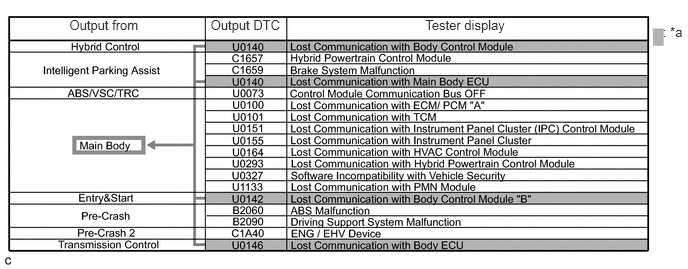 Output from Output DTC Tester display
: *a
Hybrid Control U0140 Lost Communication with Body Control Module
C1657 Hybrid Powertrain Control Module
Intelligent Parking Assist C1659 Brake System Malfunction
U0140 Lost Communication with Main Body ECU
ABS/VSC/TRC U0073 Control Module Communication Bus OFF
U0100 Lost Communication with ECM/ PCM "A"
U0101 Lost Communication with TCM
U0151 Lost Communication with Instrument Panel Cluster (IPC) Control Module
Main Body U0155 Lost Communication with Instrument Panel Cluster
U0164 Lost Communication with HVAC Control Module
U0293 Lost Communication with Hybrid Powertrain Control Module
U0327 Software Incompatibility with Vehicle Security
U1133 Lost Communication with PMN Module
Entry&Start U0142 Lost Communication with Body Control Module "B"
Pre-Crash B2060 ABS Malfunction
B2090 Driving Support System Malfunction
Pre-Crash 2 C1A40 ENG / EHV Device
Transmission Control U0146 Lost Communication with Body ECU
c